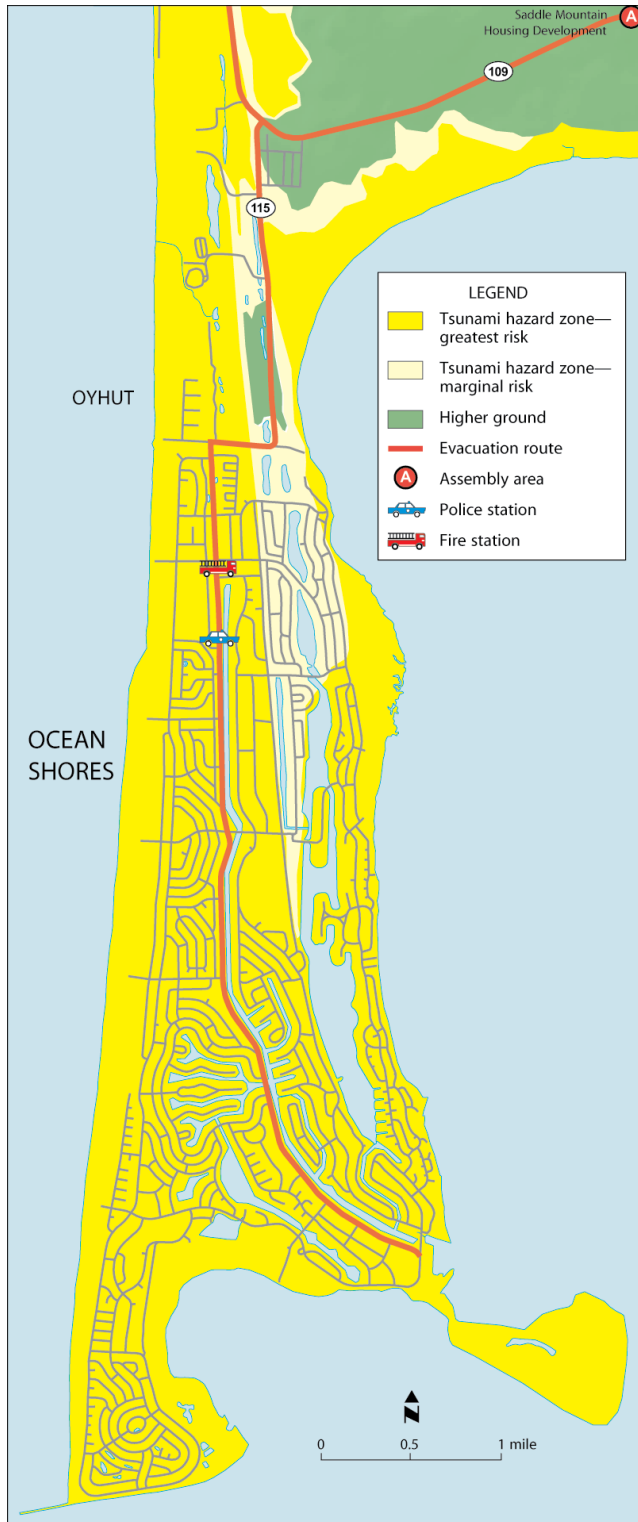 Saddle Mountain
Housing Development
A
109
115
LEGEND
Tsunami hazard zone—
greatest risk
Tsunami hazard zone—
marginal risk
Higher ground
Evacuation route
A Assembly area
Police station
Fire station
OYHUT
OCEAN
SHORES
N
0 0.5 1 mile